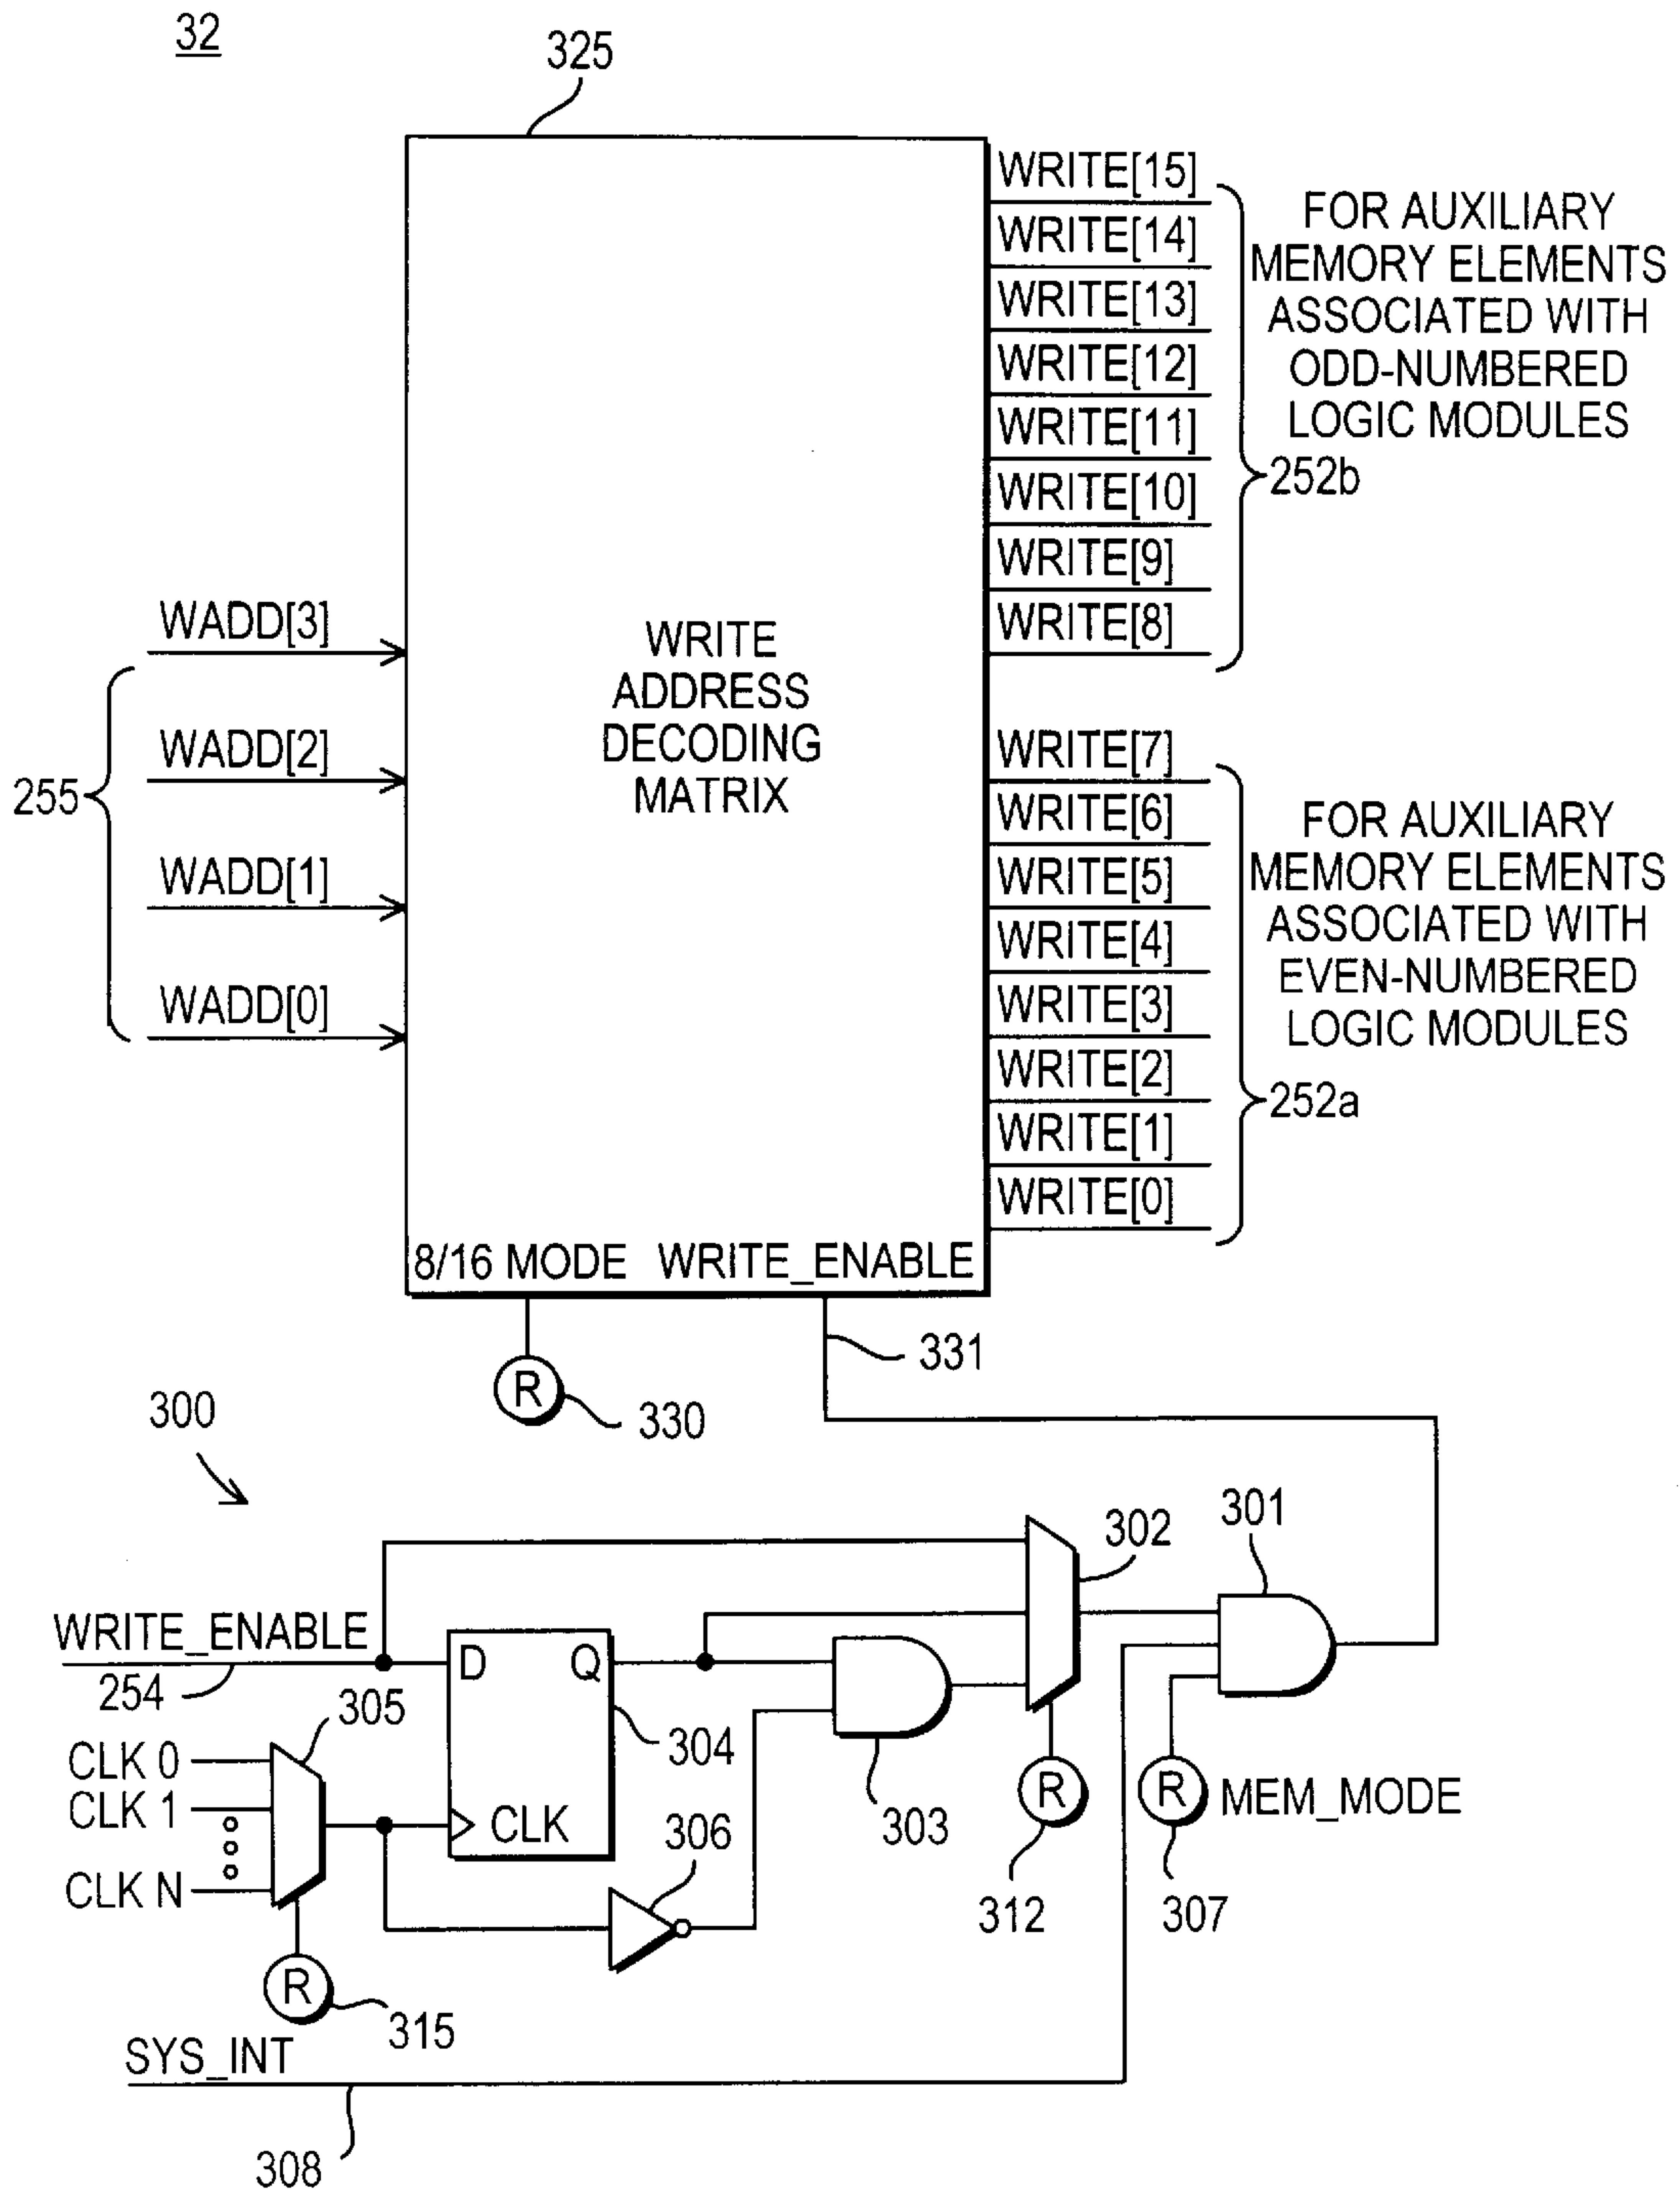 32
325
WRITE[15]
WRITE[14]
WRITE[13]
WRITE[12]
WRITE[11]
WRITE[10]
WRITE[9]
WRITE[8]
FOR AUXILIARY
MEMORY ELEMENTS
ASSOCIATED WITH
ODD-NUMBERED
LOGIC MODULES
252b
WADD[3]
WADD[2]
WADD[1]
WADD[0]
255
WRITE
ADDRESS
DECODING
MATRIX
WRITE[7]
WRITE[6]
WRITE[5]
WRITE[4]
WRITE[3]
WRITE[2]
WRITE[1]
WRITE[0]
FOR AUXILIARY
MEMORY ELEMENTS
ASSOCIATED WITH
EVEN-NUMBERED
LOGIC MODULES
252a
8/16 MODE WRITE_ENABLE
331
R
330
300
302
301
WRITE_ENABLE
254
D Q
CLK
304
305
CLK 0
CLK 1
CLK N
306
303
R
312
R MEM_MODE
307
R
315
SYS_INT
308